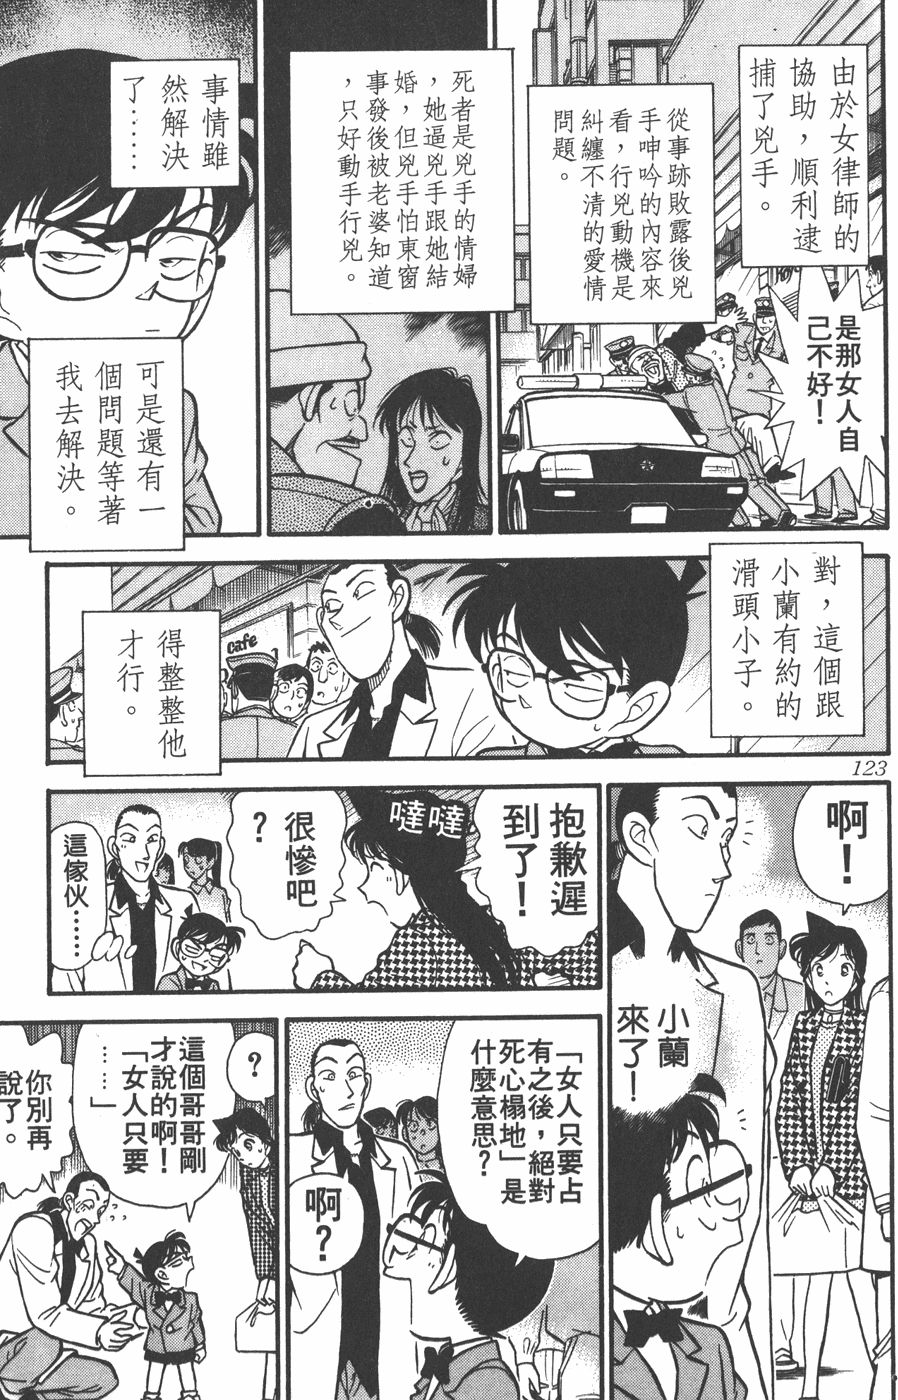 由於女律師的
協助，順利逮
捕了兇手。
是那女人自
己不好！
從事跡敗露後兇
手呻吟的內容來
看，行兇動機是
糾纏不清的愛情
問題。
死者是兇手的情婦
，她逼兇手跟她結
婚，但兇手怕東窗
事發後被老婆知道
，只好動手行兇。
事情雖
然解決
了……
可是還有一
個問題等著
我去解決。
對，這個跟
小蘭有約的
滑頭小子。
cafe
得整整他
才行。
123
啊！
小蘭
來了！
抱歉遲
到了！
噠噠
很慘吧
？
這傢伙……
「女人只要占
有之後，絕對
死心榻地」是
什麼意思？
啊？
？
這個哥哥剛
才說的啊！
「女人只要
……」
你別再
說了。